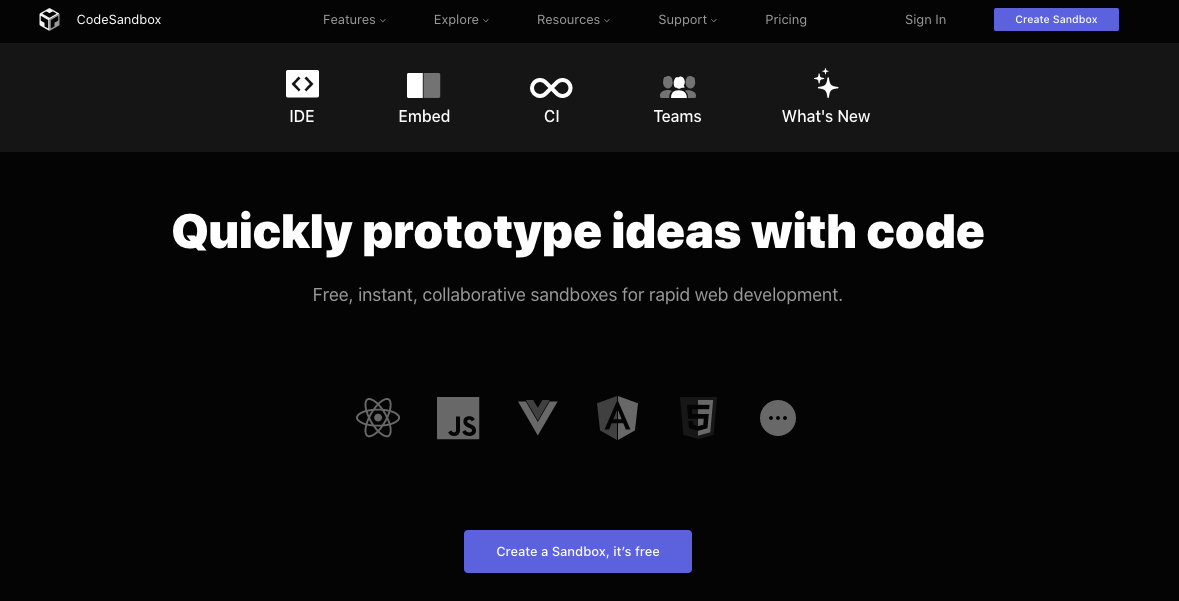 CodeSandbox Features Explore Resources Support Pricing Sign In Create Sandbox
IDE Embed CI Teams What's New
Quickly prototype ideas with code
Free, instant, collaborative sandboxes for rapid web development.
JS A 5
Create a Sandbox, it’s free